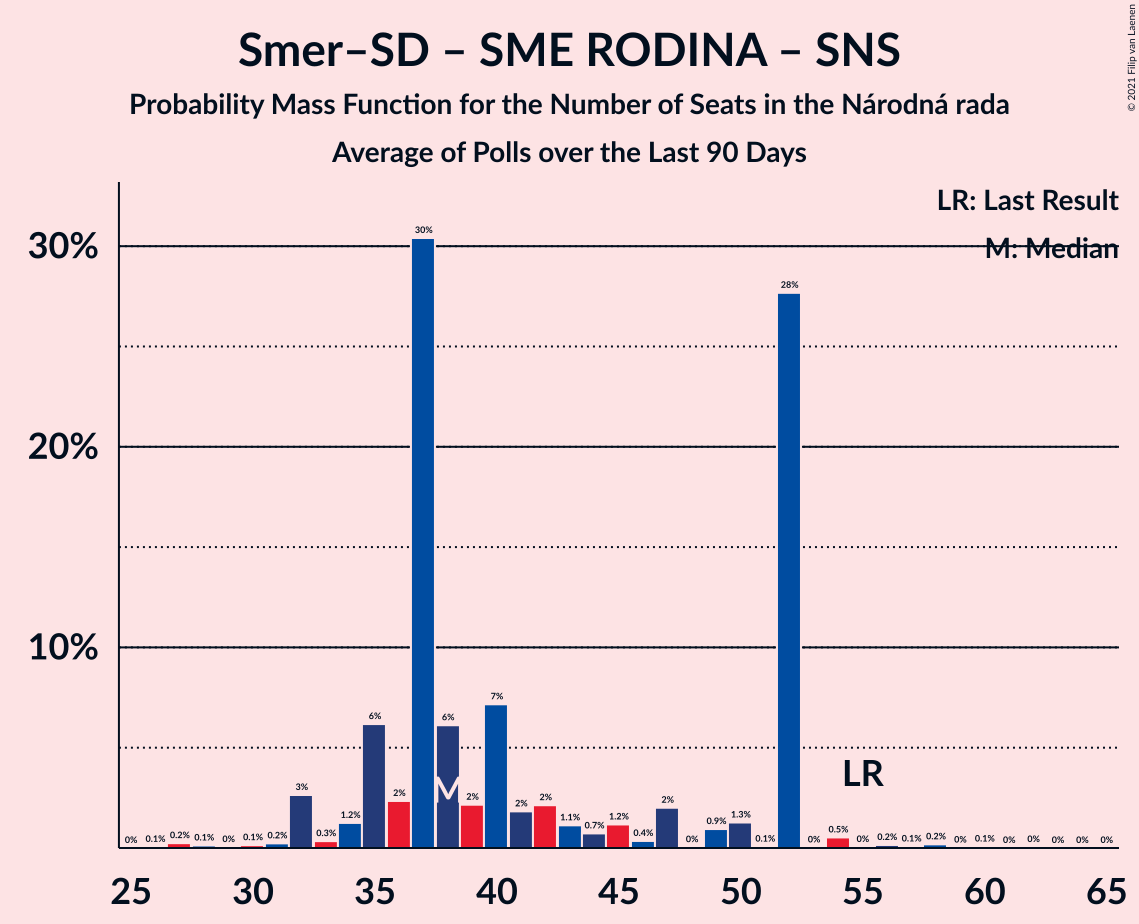 Smer–SD – SME RODINA – SNS
Probability Mass Function for the Number of Seats in the Národná rada
Average of Polls over the Last 90 Days
© 2021 Filip van Laenen
LR: Last Result
M: Median
30%
20%
10%
0% 0.1% 0.2% 0.1% 0% 0.1% 0.2% 3% 0.3% 1.2% 6% 2% 30% 6% 2% 7% 2% 2% 1.1% 0.7% 1.2% 0.4% 2% 0% 0.9% 1.3% 0.1% 28% 0% 0.5% 0% 0.2% 0.1% 0.2% 0% 0.1% 0% 0% 0% 0% 0%
M
LR
25 30 35 40 45 50 55 60 65